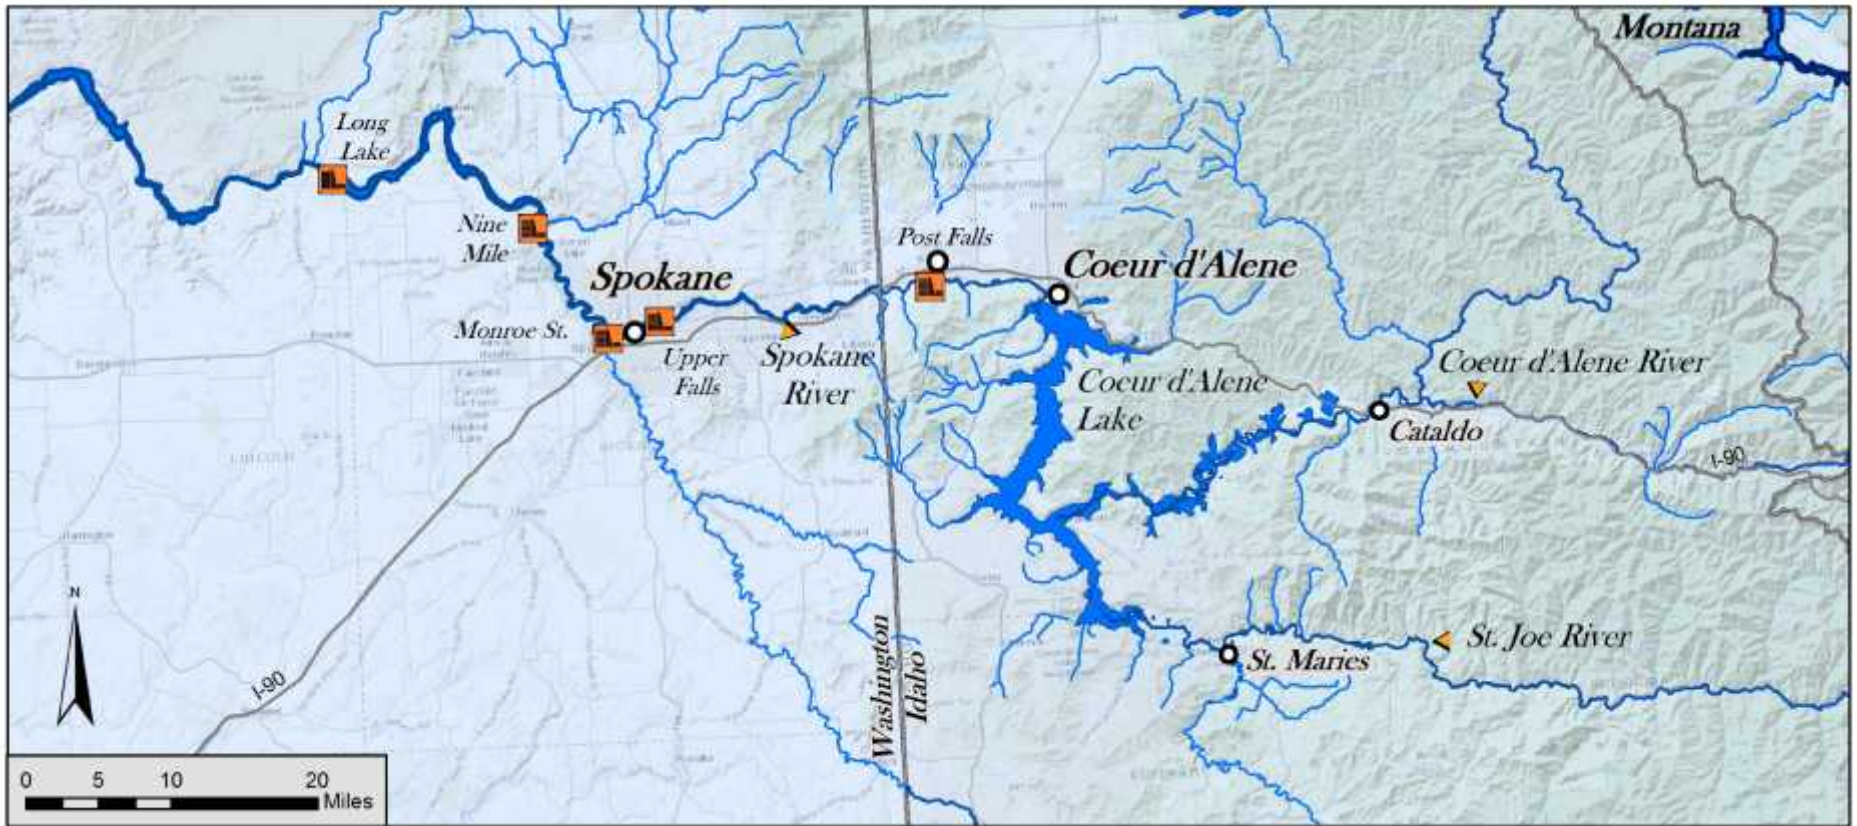 Montana
Long
Lake
Nine
Mile
Post Falls
Spokane
Coeur d'Alene
Monroe St.
Upper
Falls
Spokane
River
Coeur d'Alene
Lake
Coeur d'Alene River
Cataldo
I-90
St. Joe River
St. Maries
Washington
Idaho
I-90
N
0 5 10 20
Miles